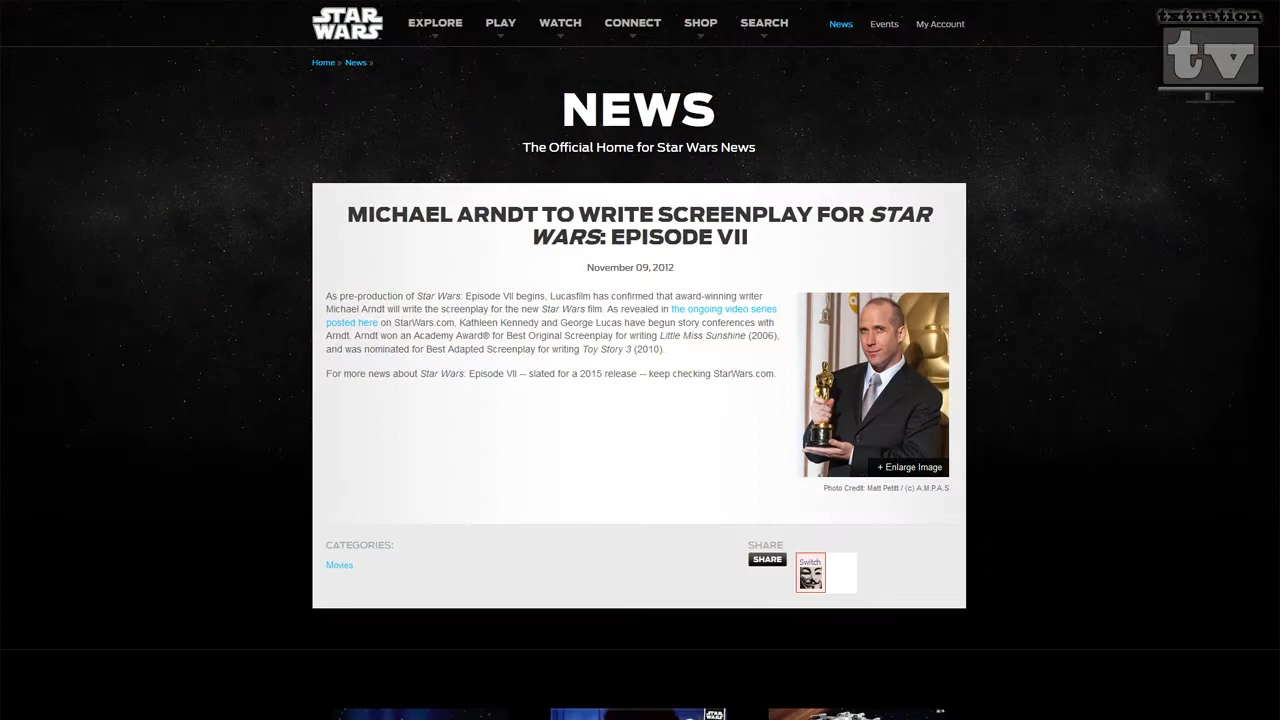 STAR WARS
EXPLORE PLAY WATCH CONNECT SHOP SEARCH News Events My Account
txtnation
tv
Home » News »
NEWS
The Official Home for Star Wars News
MICHAEL ARNDT TO WRITE SCREENPLAY FOR STAR
WARS: EPISODE VII
November 09, 2012
As pre-production of Star Wars: Episode VII begins, Lucasfilm has confirmed that award-winning writer
Michael Arndt will write the screenplay for the new Star Wars film. As revealed in the ongoing video series
posted here on StarWars.com, Kathleen Kennedy and George Lucas have begun story conferences with
Arndt. Arndt won an Academy Award® for Best Original Screenplay for writing Little Miss Sunshine (2006),
and was nominated for Best Adapted Screenplay for writing Toy Story 3 (2010).
For more news about Star Wars: Episode VII -- slated for a 2015 release -- keep checking StarWars.com.
+ Enlarge Image
Photo Credit: Matt Petitt / (c) A.M.P.A.S
CATEGORIES:
Movies
SHARE
SHARE
Switch
STAR WARS